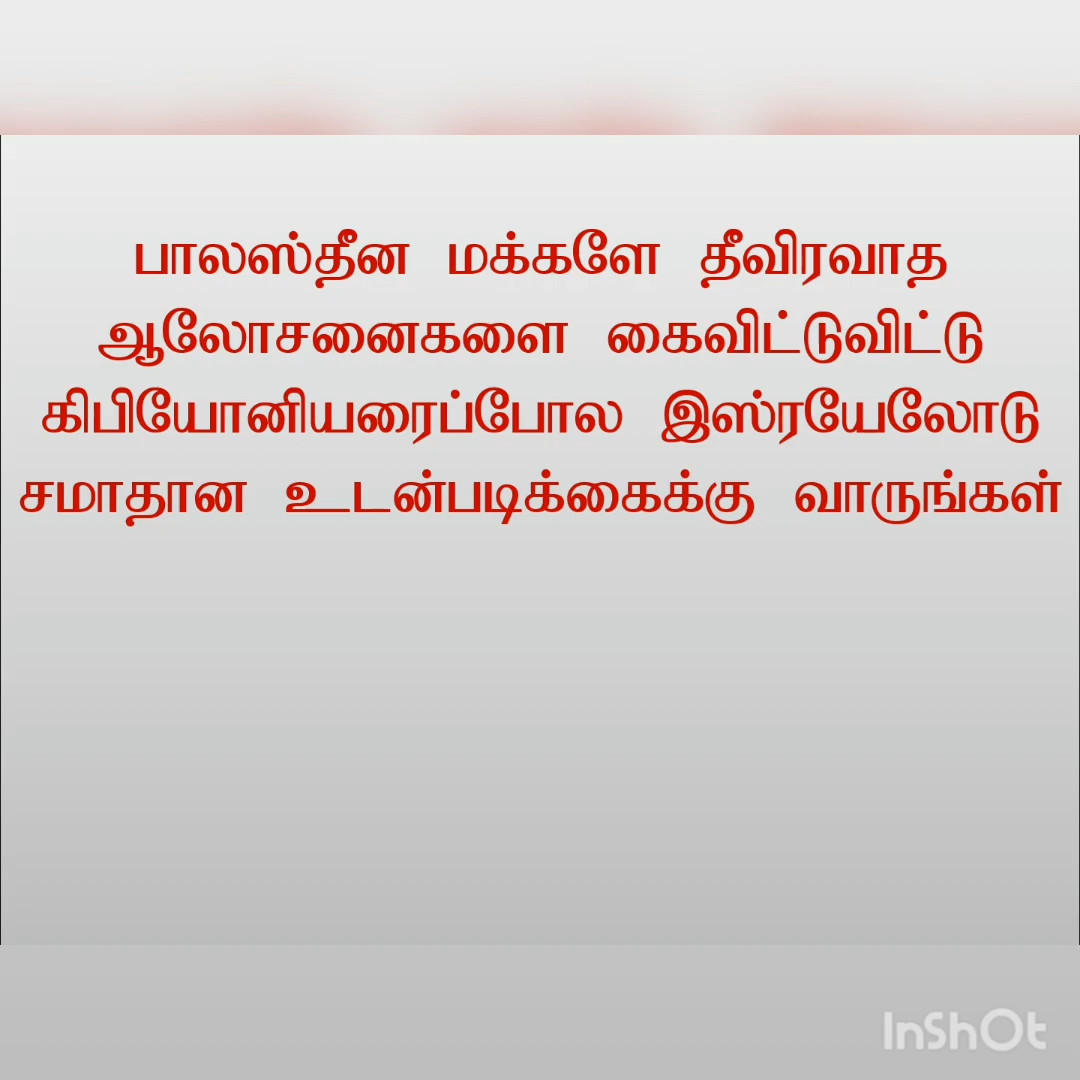 பாலஸ்தீன மக்களே தீவிரவாத
ஆலோசனைகளை கைவிட்டுவிட்டு
கிபியோனியரைப்போல இஸ்ரயேலோடு
சமாதான உடன்படிக்கைக்கு வாருங்கள்
InShOt